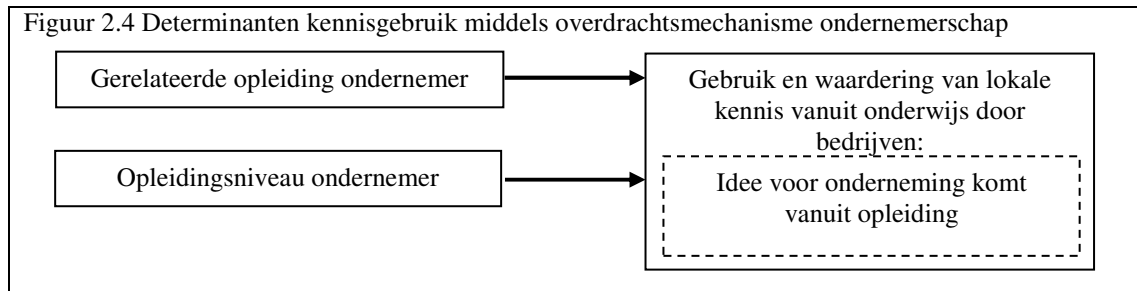 Figuur 2.4 Determinanten kennisgebruik middels overdrachtsmechanisme ondernemerschap
Gerelateerde opleiding ondernemer
Opleidingsniveau ondernemer
Gebruik en waardering van lokale
kennis vanuit onderwijs door
bedrijven:
Idee voor onderneming komt
vanuit opleiding